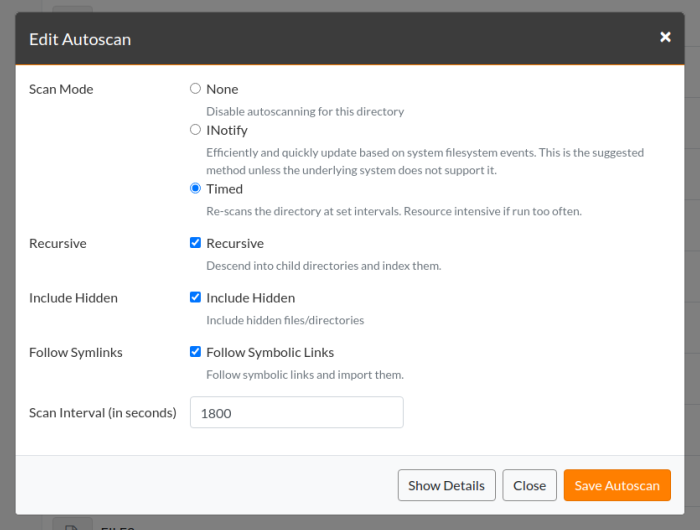 Edit Autoscan
Scan Mode
None
Disable autoscanning for this directory
INotify
Efficiently and quickly update based on system filesystem events. This is the suggested
method unless the underlying system does not support it.
Timed
Re-scans the directory at set intervals. Resource intensive if run too often.
Recursive
Recursive
Descend into child directories and index them.
Include Hidden
Include Hidden
Include hidden files/directories
Follow Symlinks
Follow Symbolic Links
Follow symbolic links and import them.
Scan Interval (in seconds)
1800
Show Details
Close
Save Autoscan